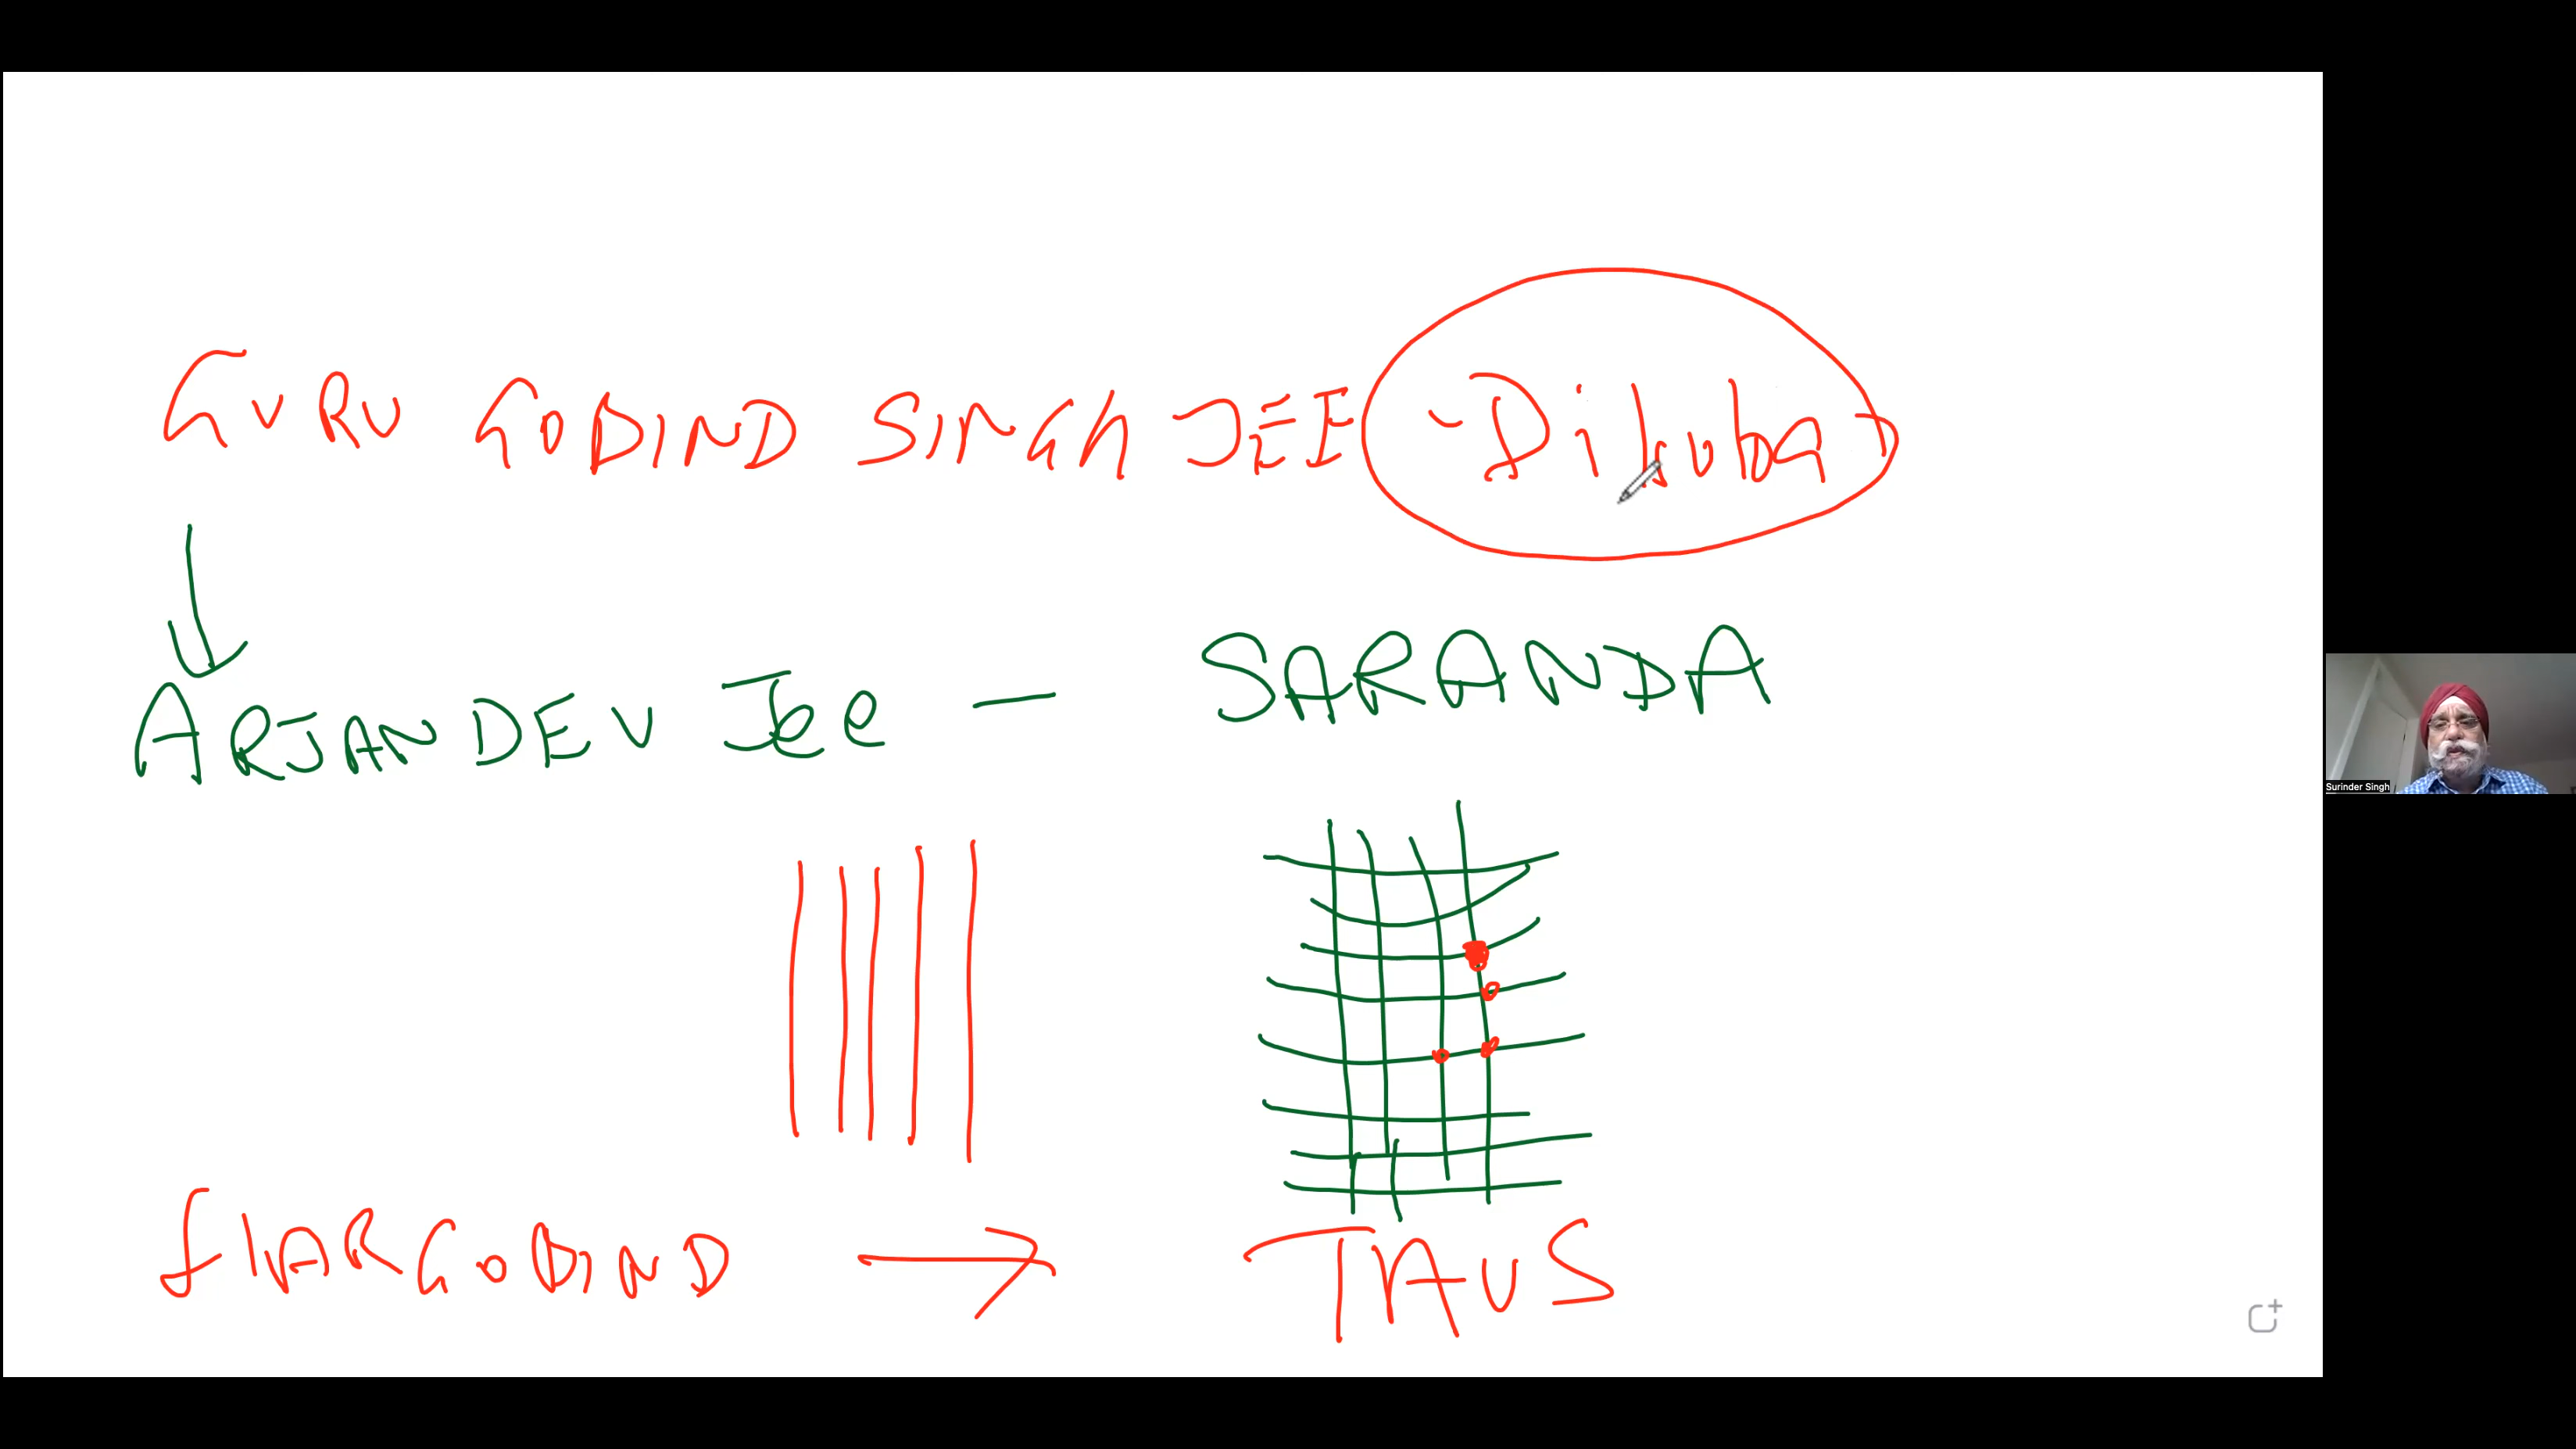 GURU GOBIND SINGH JEE - Dilruba
ARJAN DEV Jee - SARANDA
HARGOBIND → TAUS
Surinder Singh